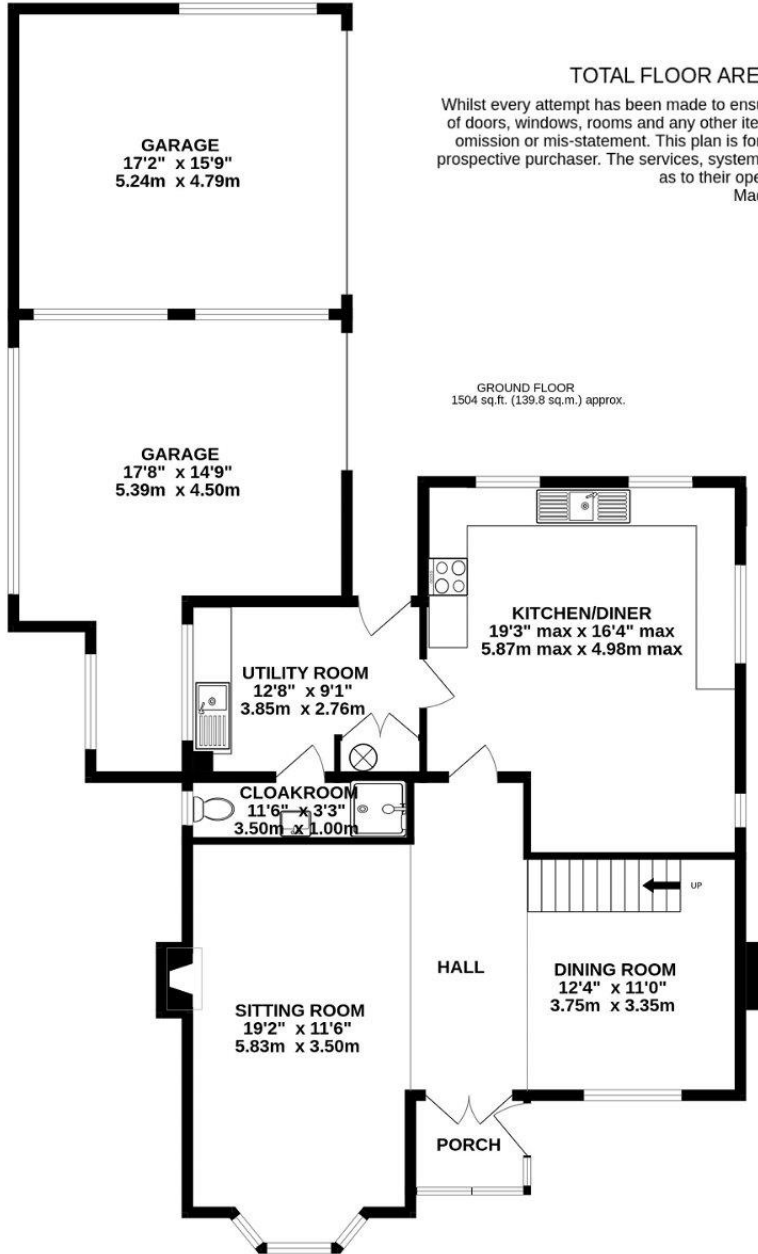 TOTAL FLOOR ARE
Whilst every attempt has been made to ensu
of doors, windows, rooms and any other ite
omission or mis-statement. This plan is for
prospective purchaser. The services, system
as to their ope
Mad
GARAGE
17'2" x 15'9"
5.24m x 4.79m
GROUND FLOOR
1504 sq.ft. (139.8 sq.m.) approx.
GARAGE
17'8" x 14'9"
5.39m x 4.50m
KITCHEN/DINER
19'3" max x 16'4" max
5.87m max x 4.98m max
UTILITY ROOM
12'8" x 9'1"
3.85m x 2.76m
CLOAKROOM
11'6" x 3'3"
3.50m x 1.00m
UP
HALL
DINING ROOM
12'4" x 11'0"
3.75m x 3.35m
SITTING ROOM
19'2" x 11'6"
5.83m x 3.50m
PORCH